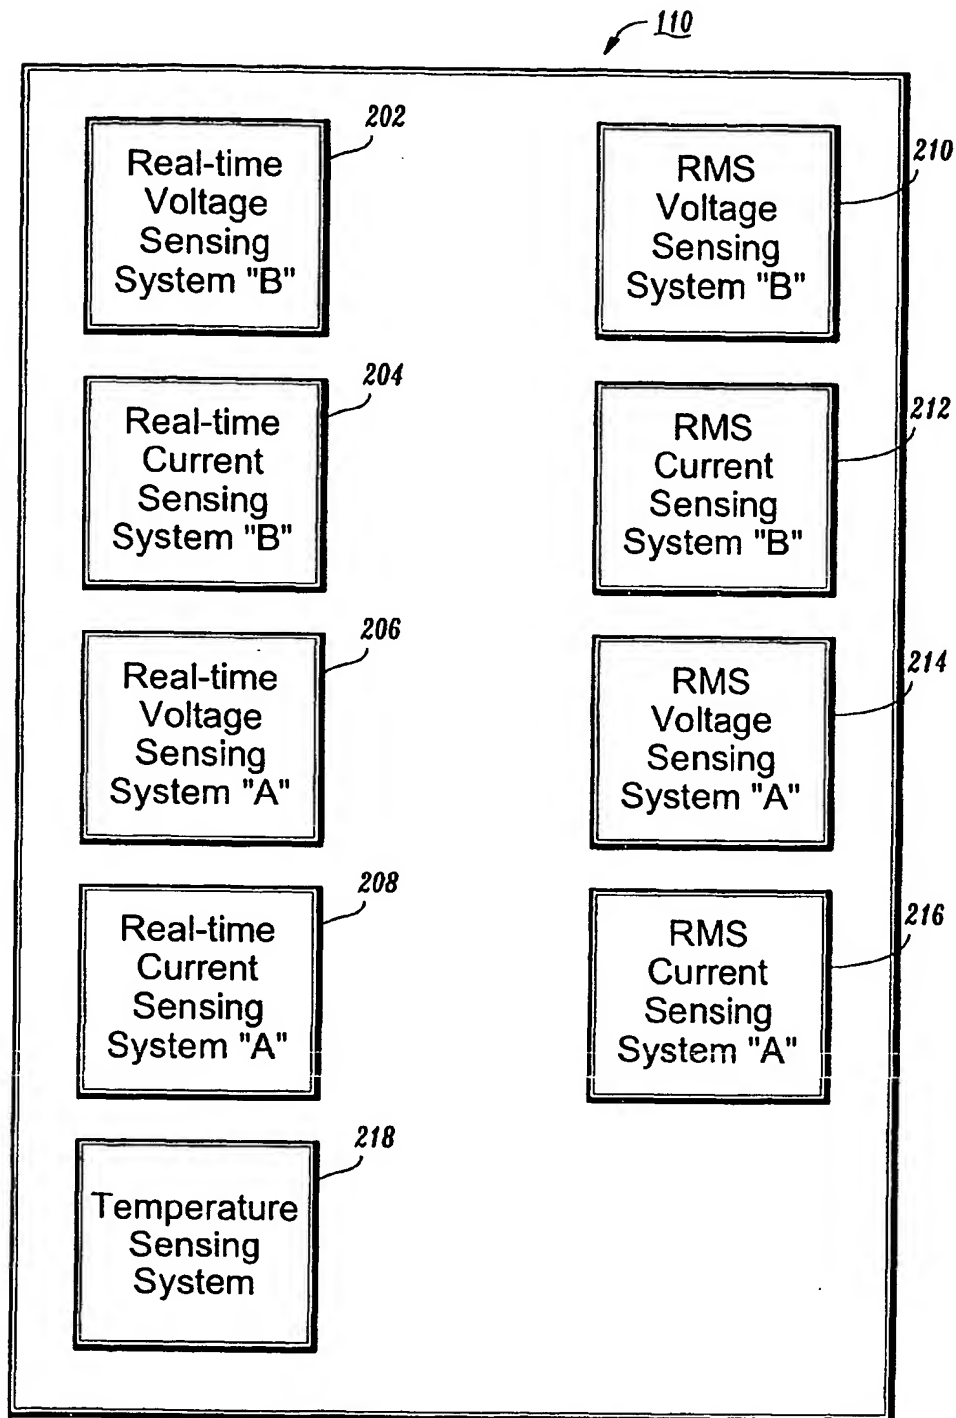 110
202
Real-time
Voltage
Sensing
System "B"
210
RMS
Voltage
Sensing
System "B"
204
Real-time
Current
Sensing
System "B"
212
RMS
Current
Sensing
System "B"
206
Real-time
Voltage
Sensing
System "A"
214
RMS
Voltage
Sensing
System "A"
208
Real-time
Current
Sensing
System "A"
216
RMS
Current
Sensing
System "A"
218
Temperature
Sensing
System